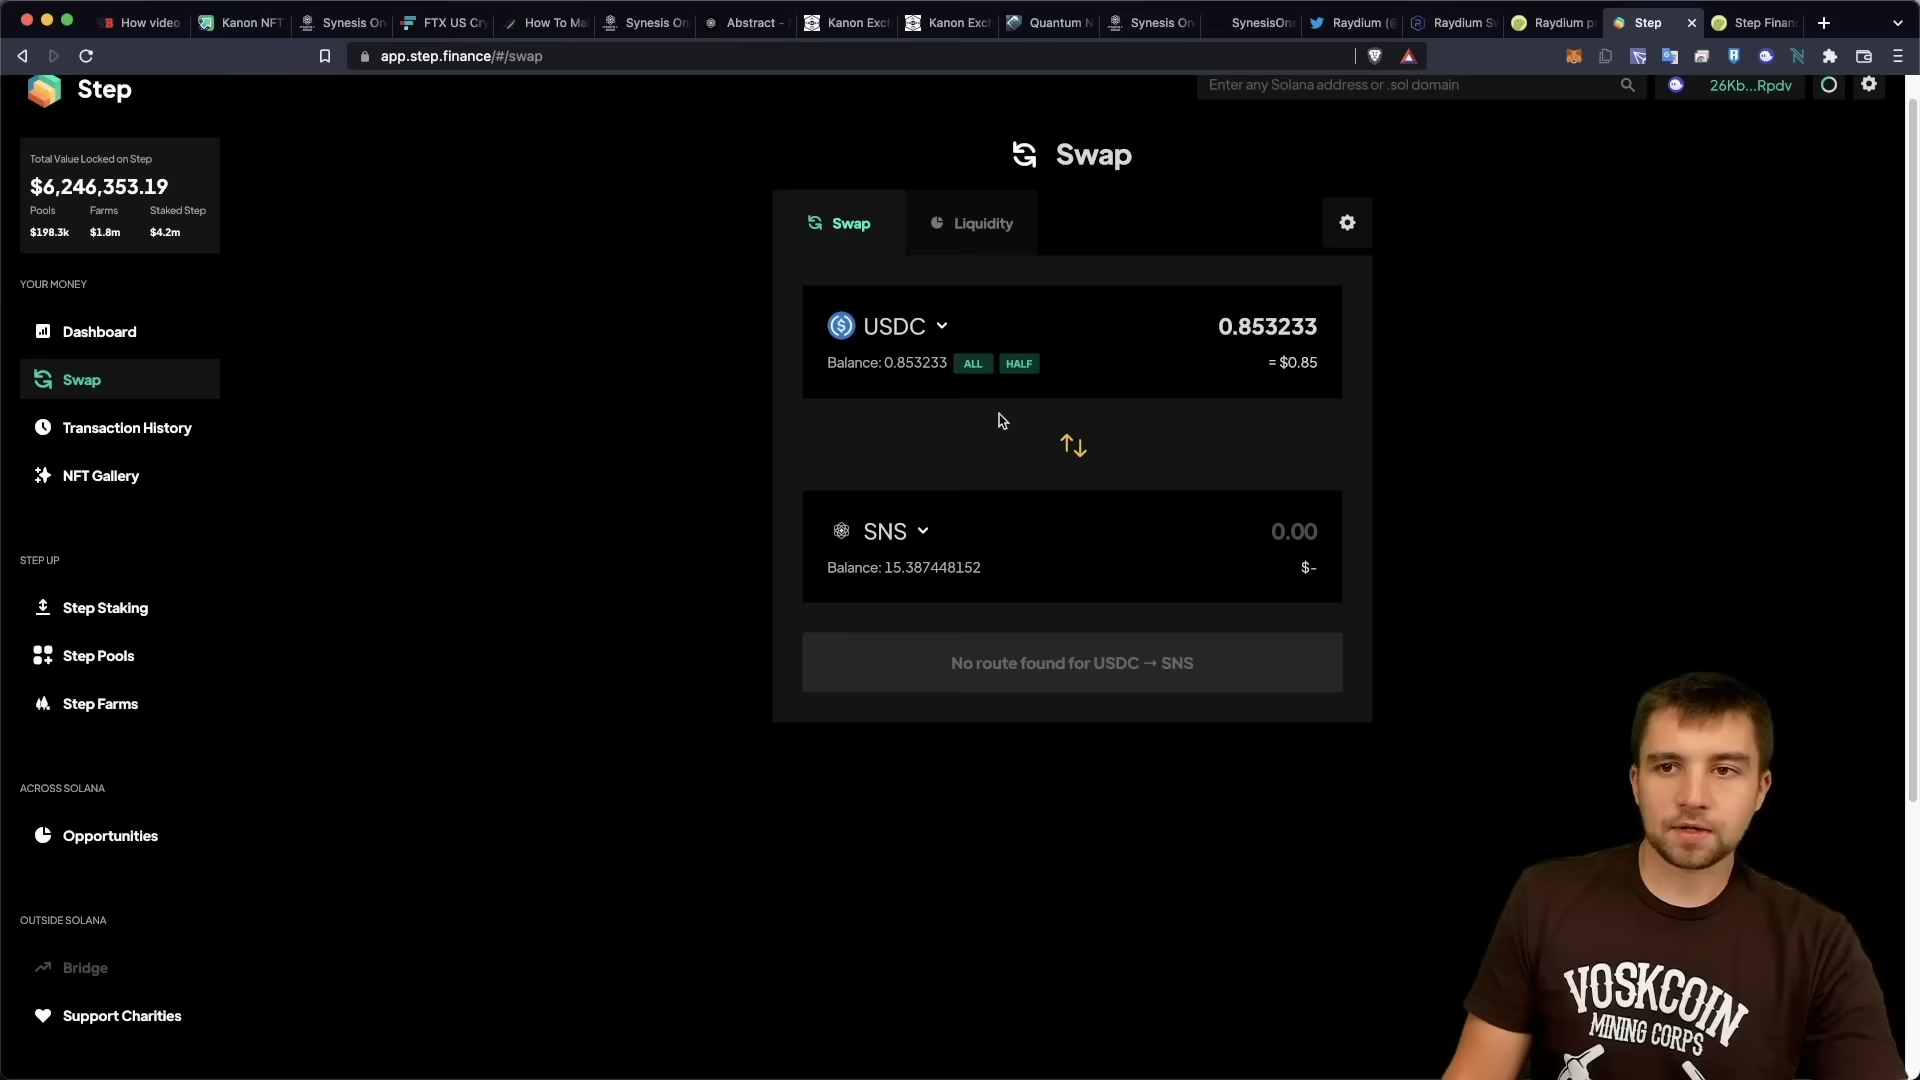 How video
Kanon NFT
Synesis On
FTX US Cry
How To Ma
Synesis On
Abstract -
Kanon Exch
Kanon Exch
Quantum N
Synesis On
SynesisOne
Raydium (@
Raydium Sw
Raydium pr
Step
Step Finan
app.step.finance/#/swap
Step
Enter any Solana address or .sol domain
26Kb...Rpdv
Total Value Locked on Step
$6,246,353.19
Pools Farms Staked Step
$198.3k $1.8m $4.2m
YOUR MONEY
Dashboard
Swap
Transaction History
NFT Gallery
STEP UP
Step Staking
Step Pools
Step Farms
ACROSS SOLANA
Opportunities
OUTSIDE SOLANA
Bridge
Support Charities
Swap
Swap
Liquidity
USDC 0.853233
Balance: 0.853233 ALL HALF = $0.85
SNS 0.00
Balance: 15.387448152 $-
No route found for USDC → SNS
VOSKCOIN
MINING CORPS